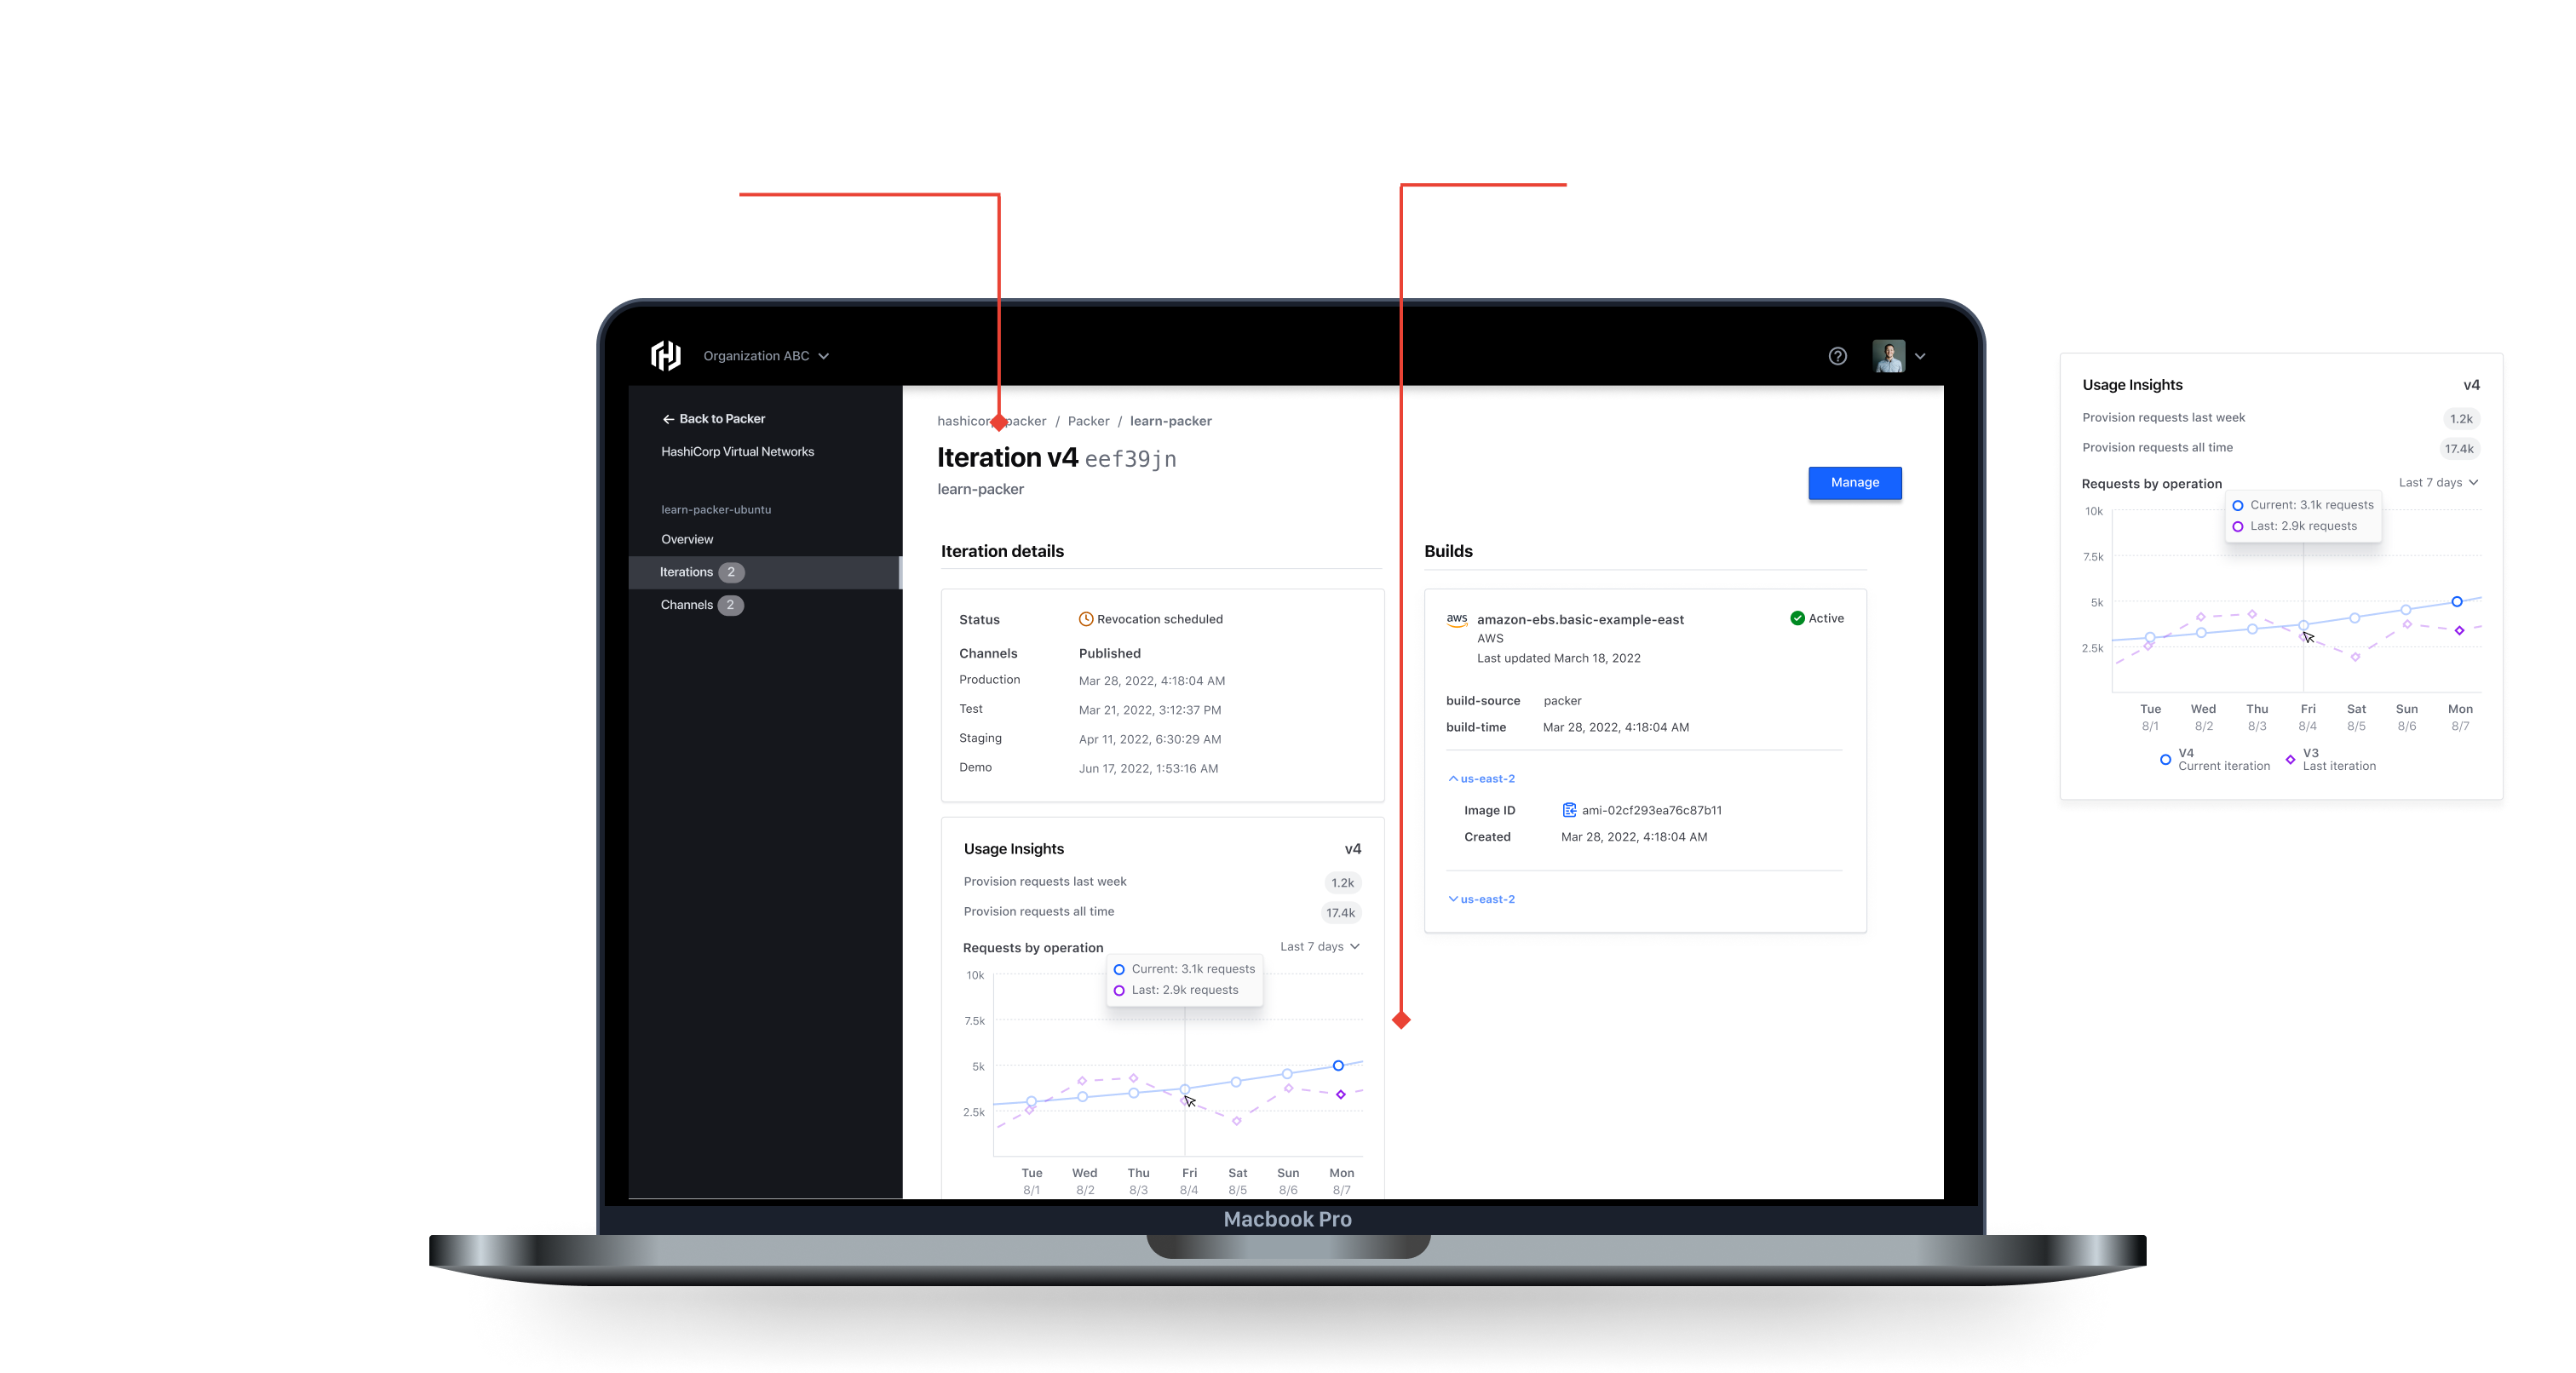 Organization ABC
Back to Packer
HashiCorp Virtual Networks
learn-packer-ubuntu
Overview
Iterations 2
Channels 2
hashicor packer / Packer / learn-packer
Iteration v4 eef39jn
learn-packer
Manage
Iteration details
Status Revocation scheduled
Channels Published
Production Mar 28, 2022, 4:18:04 AM
Test Mar 21, 2022, 3:12:37 PM
Staging Apr 11, 2022, 6:30:29 AM
Demo Jun 17, 2022, 1:53:16 AM
Usage Insights v4
Provision requests last week 1.2k
Provision requests all time 17.4k
Requests by operation Last 7 days
Current: 3.1k requests
Last: 2.9k requests
10k
7.5k
5k
2.5k
Tue Wed Thu Fri Sat Sun Mon
8/1 8/2 8/3 8/4 8/5 8/6 8/7
Builds
aws amazon-ebs.basic-example-east Active
AWS
Last updated March 18, 2022
build-source packer
build-time Mar 28, 2022, 4:18:04 AM
us-east-2
Image ID ami-02cf293ea76c87b11
Created Mar 28, 2022, 4:18:04 AM
us-east-2
Macbook Pro
Usage Insights v4
Provision requests last week 1.2k
Provision requests all time 17.4k
Requests by operation Last 7 days
Current: 3.1k requests
Last: 2.9k requests
10k
7.5k
5k
2.5k
Tue Wed Thu Fri Sat Sun Mon
8/1 8/2 8/3 8/4 8/5 8/6 8/7
V4 V3
Current iteration Last iteration